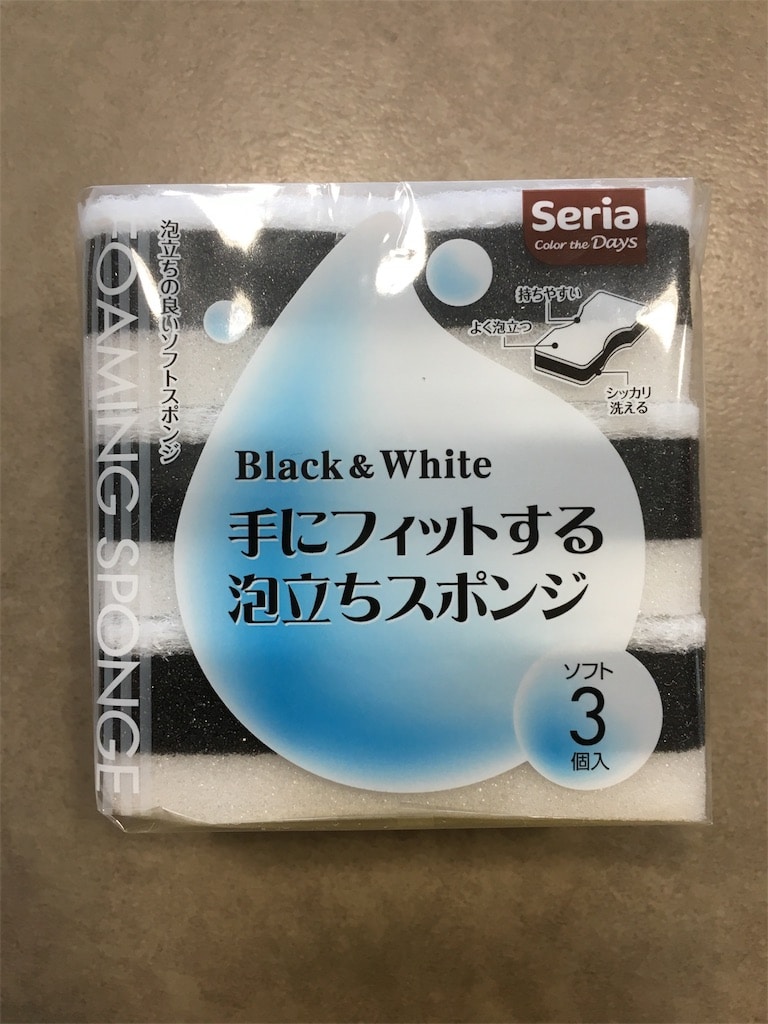 Seria
Color the Days
泡立ちの良いソフトスポンジ
FOAMING SPONGE
持ちやすい
よく泡立つ
シッカリ
洗える
Black & White
手にフィットする
泡立ちスポンジ
ソフト
3
個入